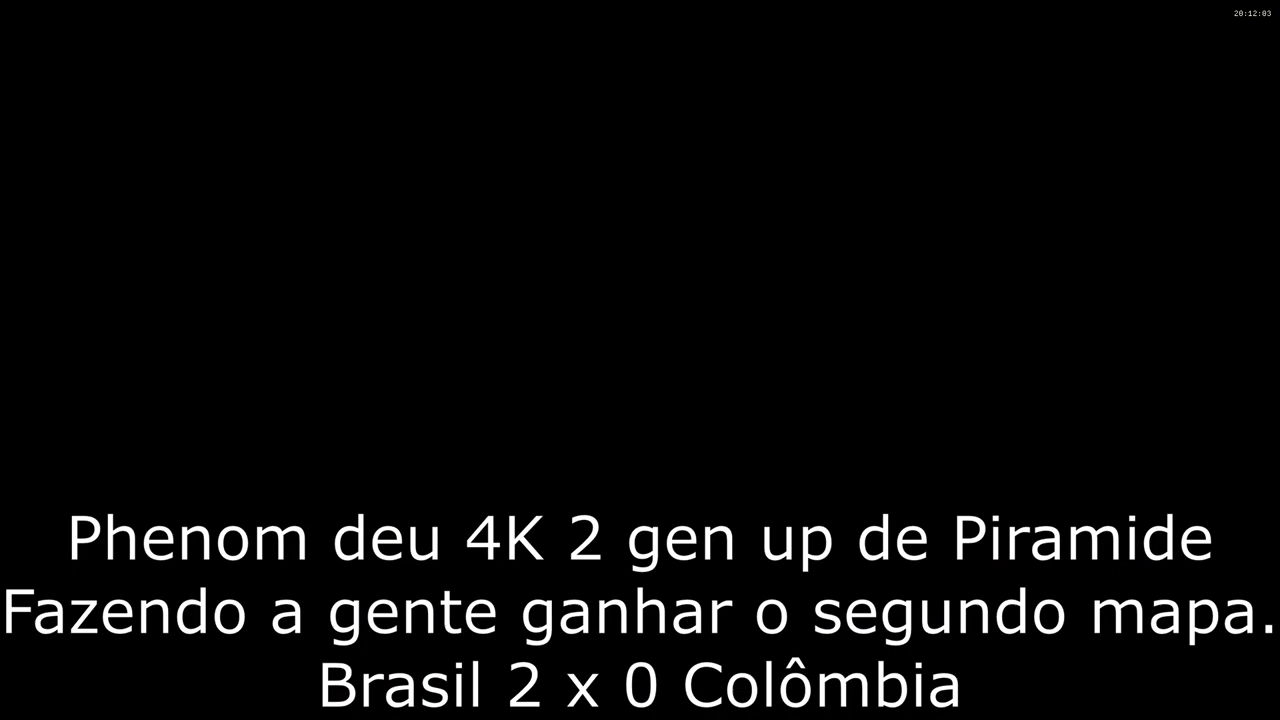 20:12:03
Phenom deu 4K 2 gen up de Piramide
Fazendo a gente ganhar o segundo mapa.
Brasil 2 x 0 Colômbia